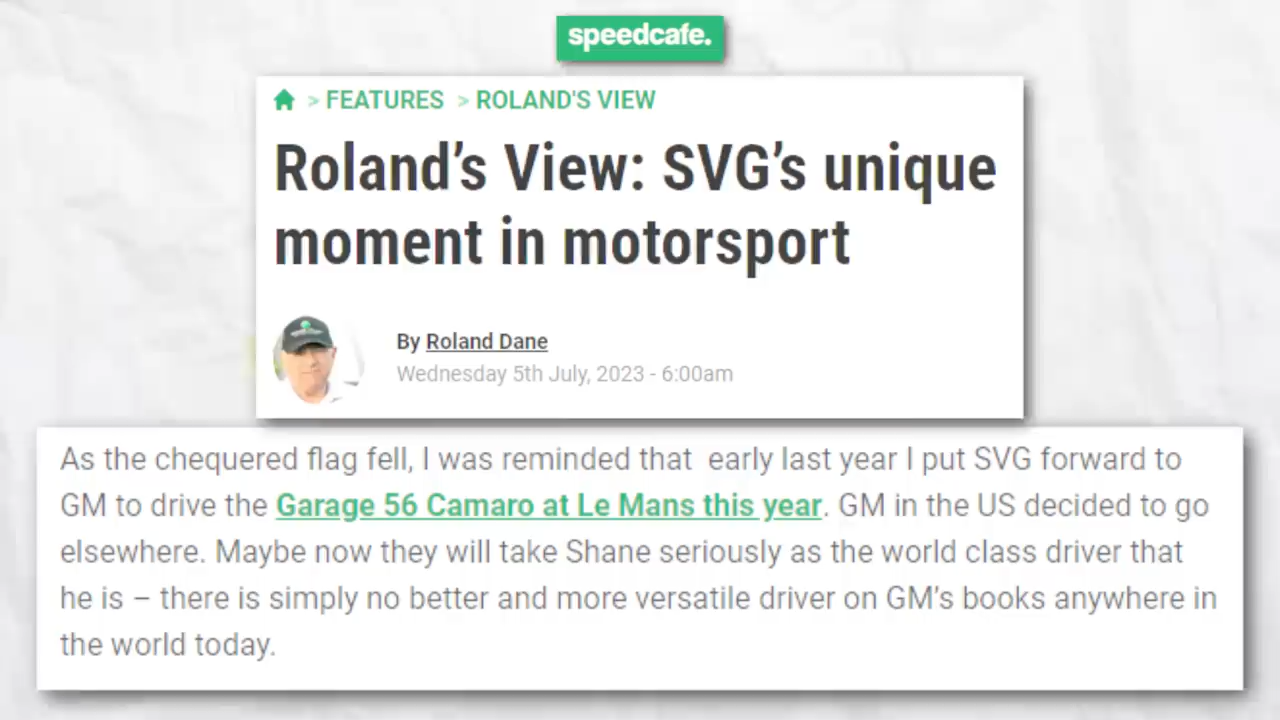 speedcafe.
> FEATURES > ROLAND'S VIEW
Roland’s View: SVG’s unique
moment in motorsport
By Roland Dane
Wednesday 5th July, 2023 - 6:00am
As the chequered flag fell, I was reminded that  early last year I put SVG forward to
GM to drive the Garage 56 Camaro at Le Mans this year. GM in the US decided to go
elsewhere. Maybe now they will take Shane seriously as the world class driver that
he is – there is simply no better and more versatile driver on GM’s books anywhere in
the world today.